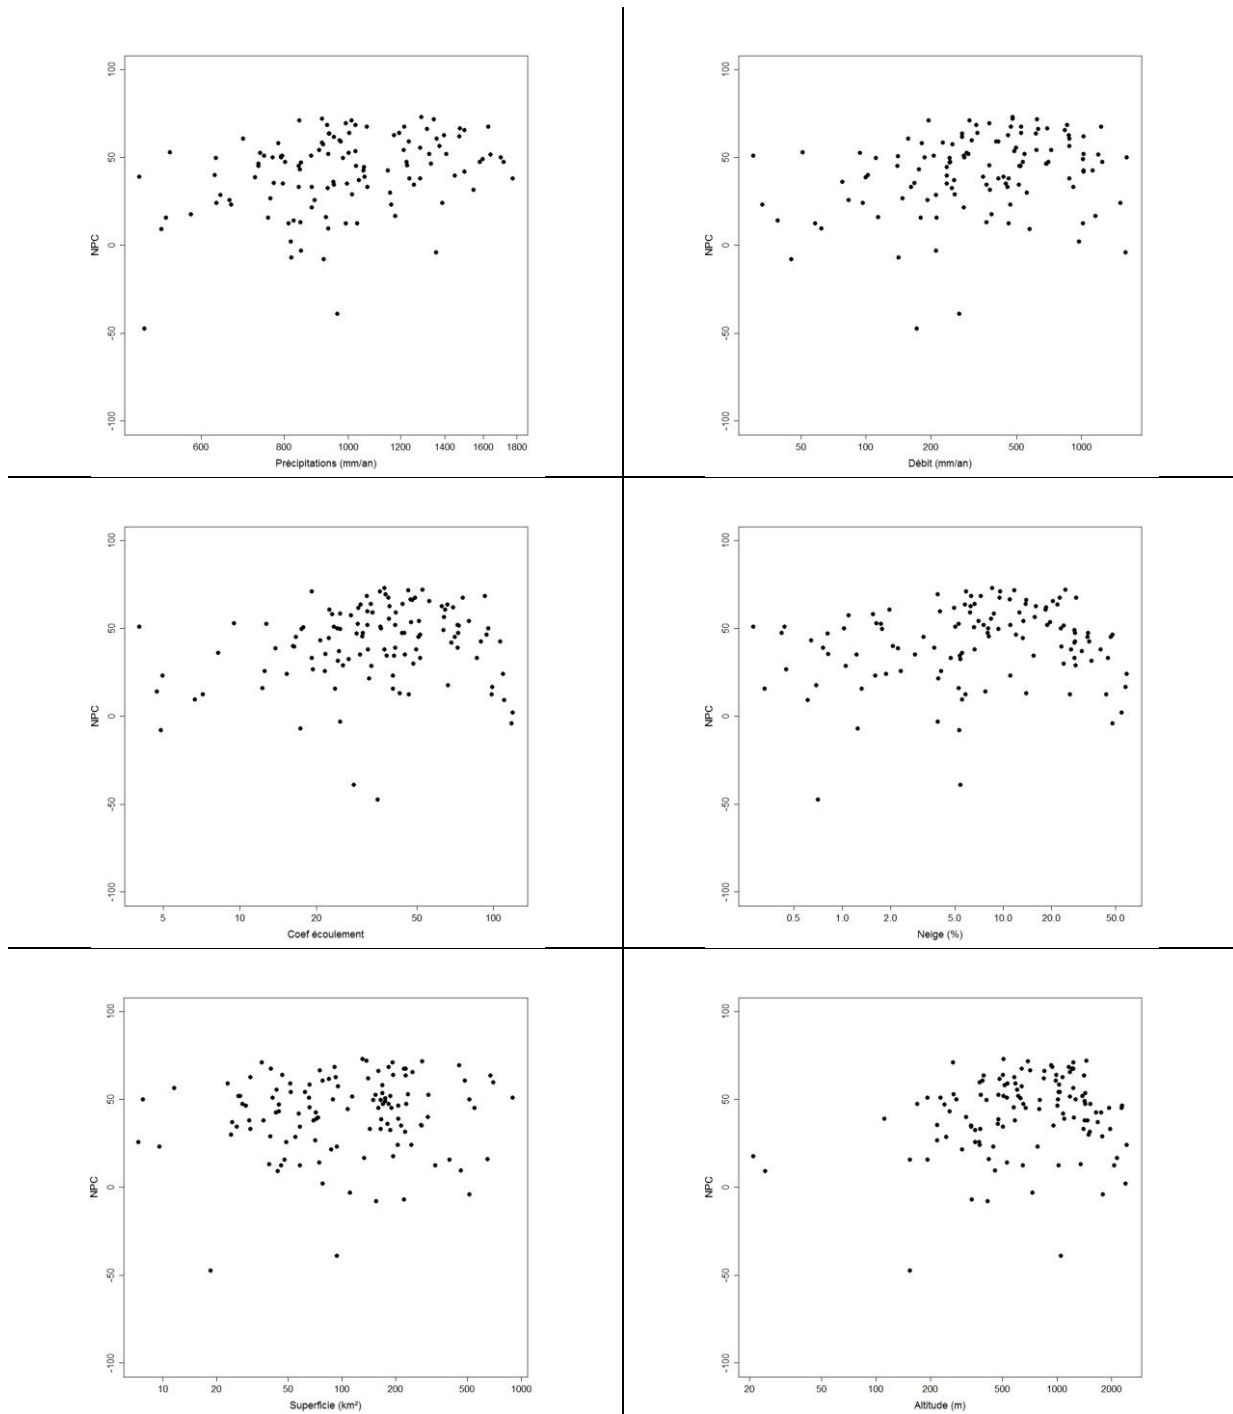 100
50
0
-50
-100
NPC
600 800 1000 1200 1400 1600 1800
Précipitations (mm/an)
100
50
0
-50
-100
NPC
50 100 200 500 1000
Débit (mm/an)
100
50
0
-50
-100
NPC
5 10 20 50 100
Coef écoulement
100
50
0
-50
-100
NPC
0.5 1.0 2.0 5.0 10.0 20.0 50.0
Neige (%)
100
50
0
-50
-100
NPC
10 20 50 100 200 500 1000
Superficie (km²)
100
50
0
-50
-100
NPC
20 50 100 200 500 1000 2000
Altitude (m)